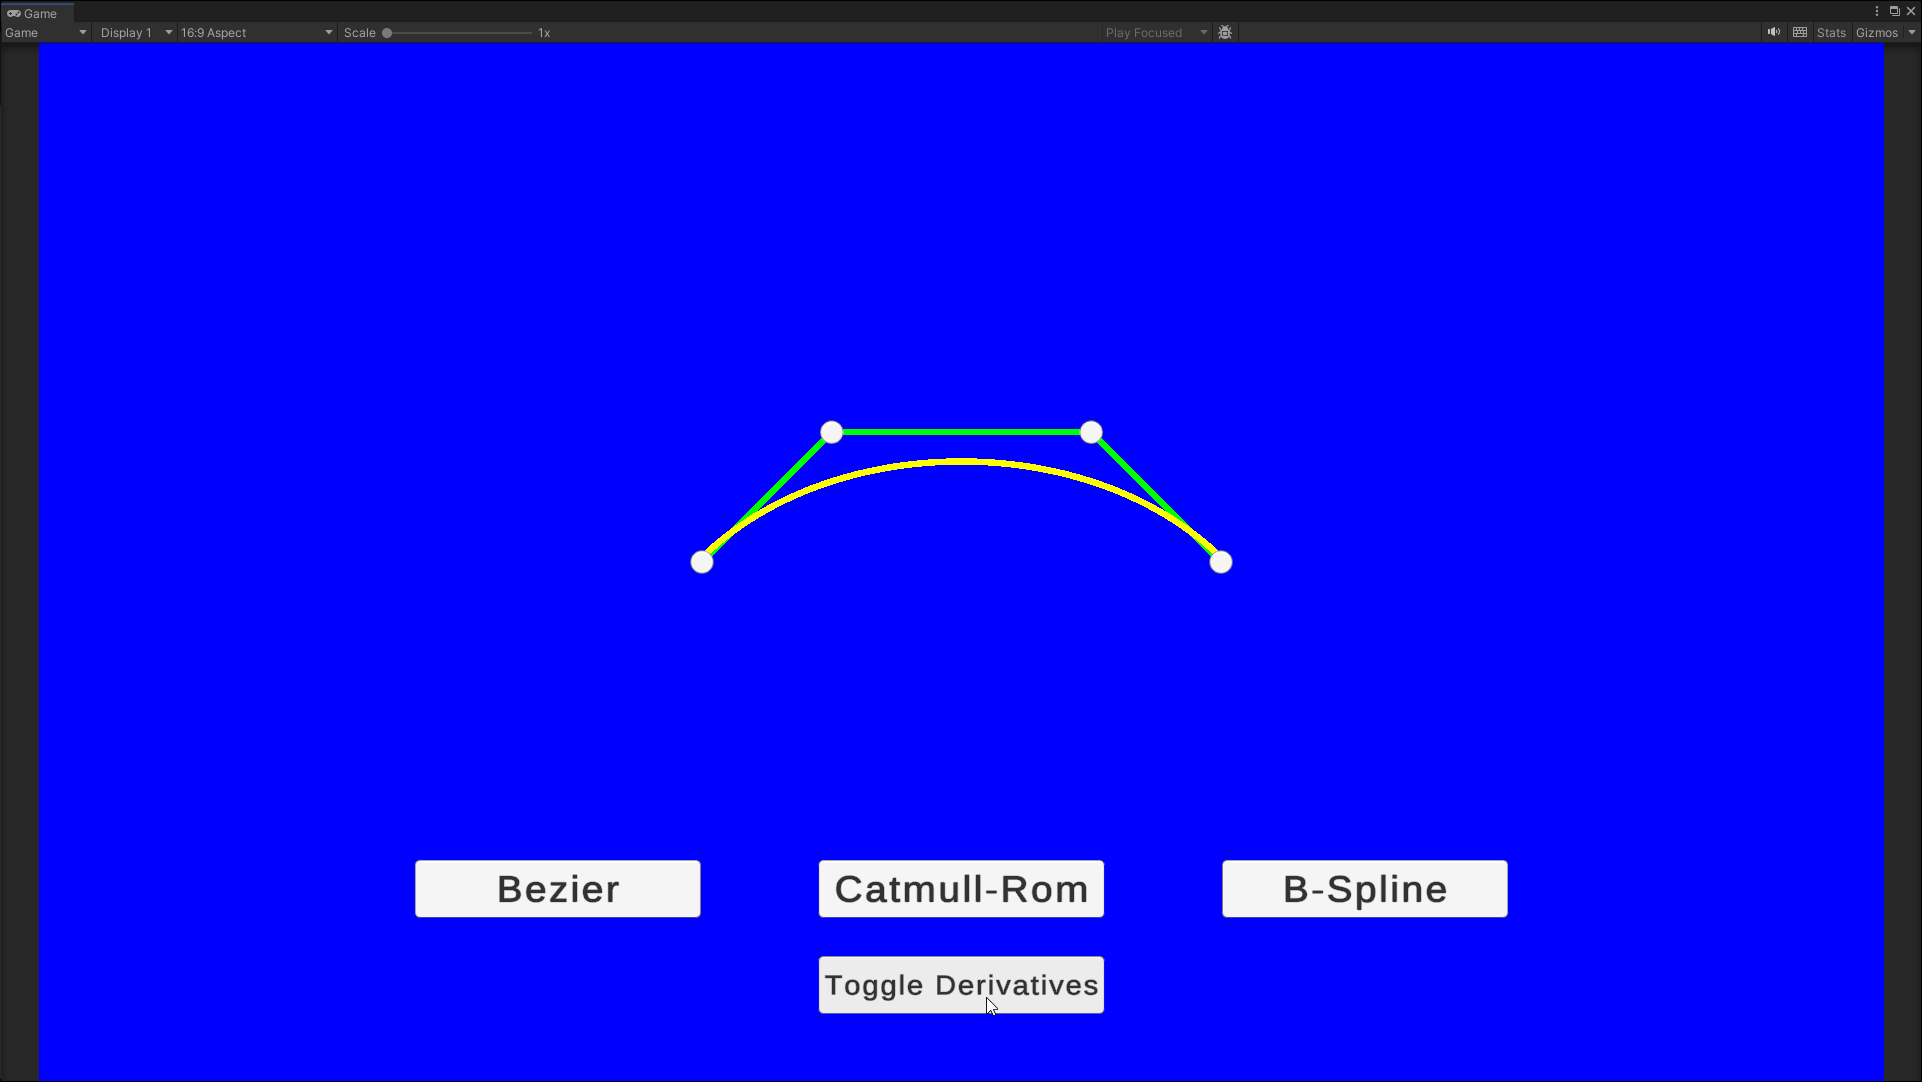 Game
Game Display 1 16:9 Aspect Scale 1x Play Focused Stats Gizmos
Bezier Catmull-Rom B-Spline
Toggle Derivatives